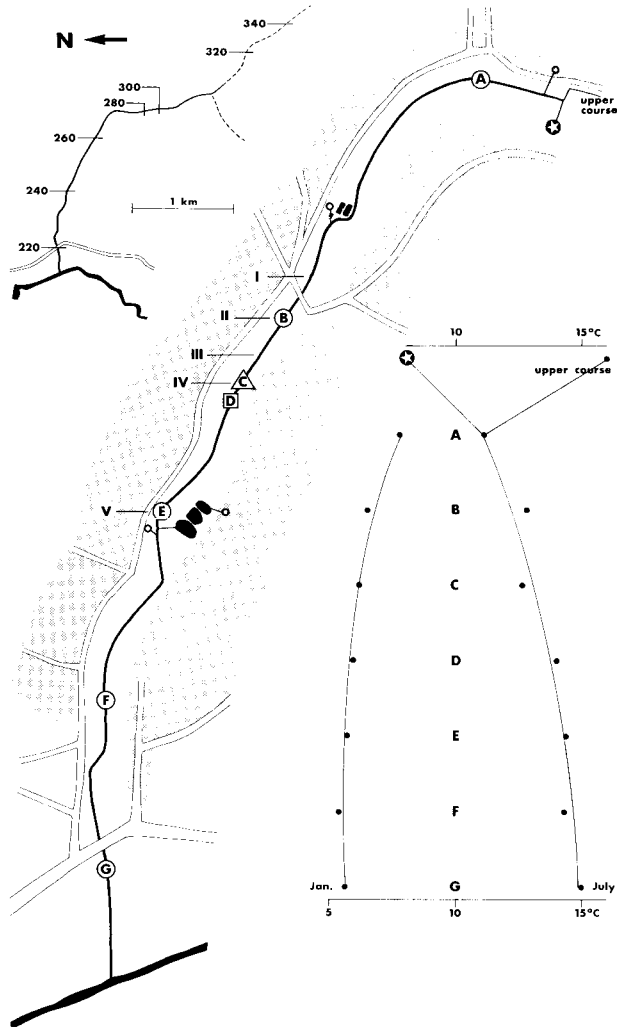 N
340
320
300
280
260
240
220
1 km
A
upper
course
I
II
B
III
IV
C
D
V
E
F
G
10 15°C
upper course
A
B
C
D
E
F
Jan. G July
5 10 15°C